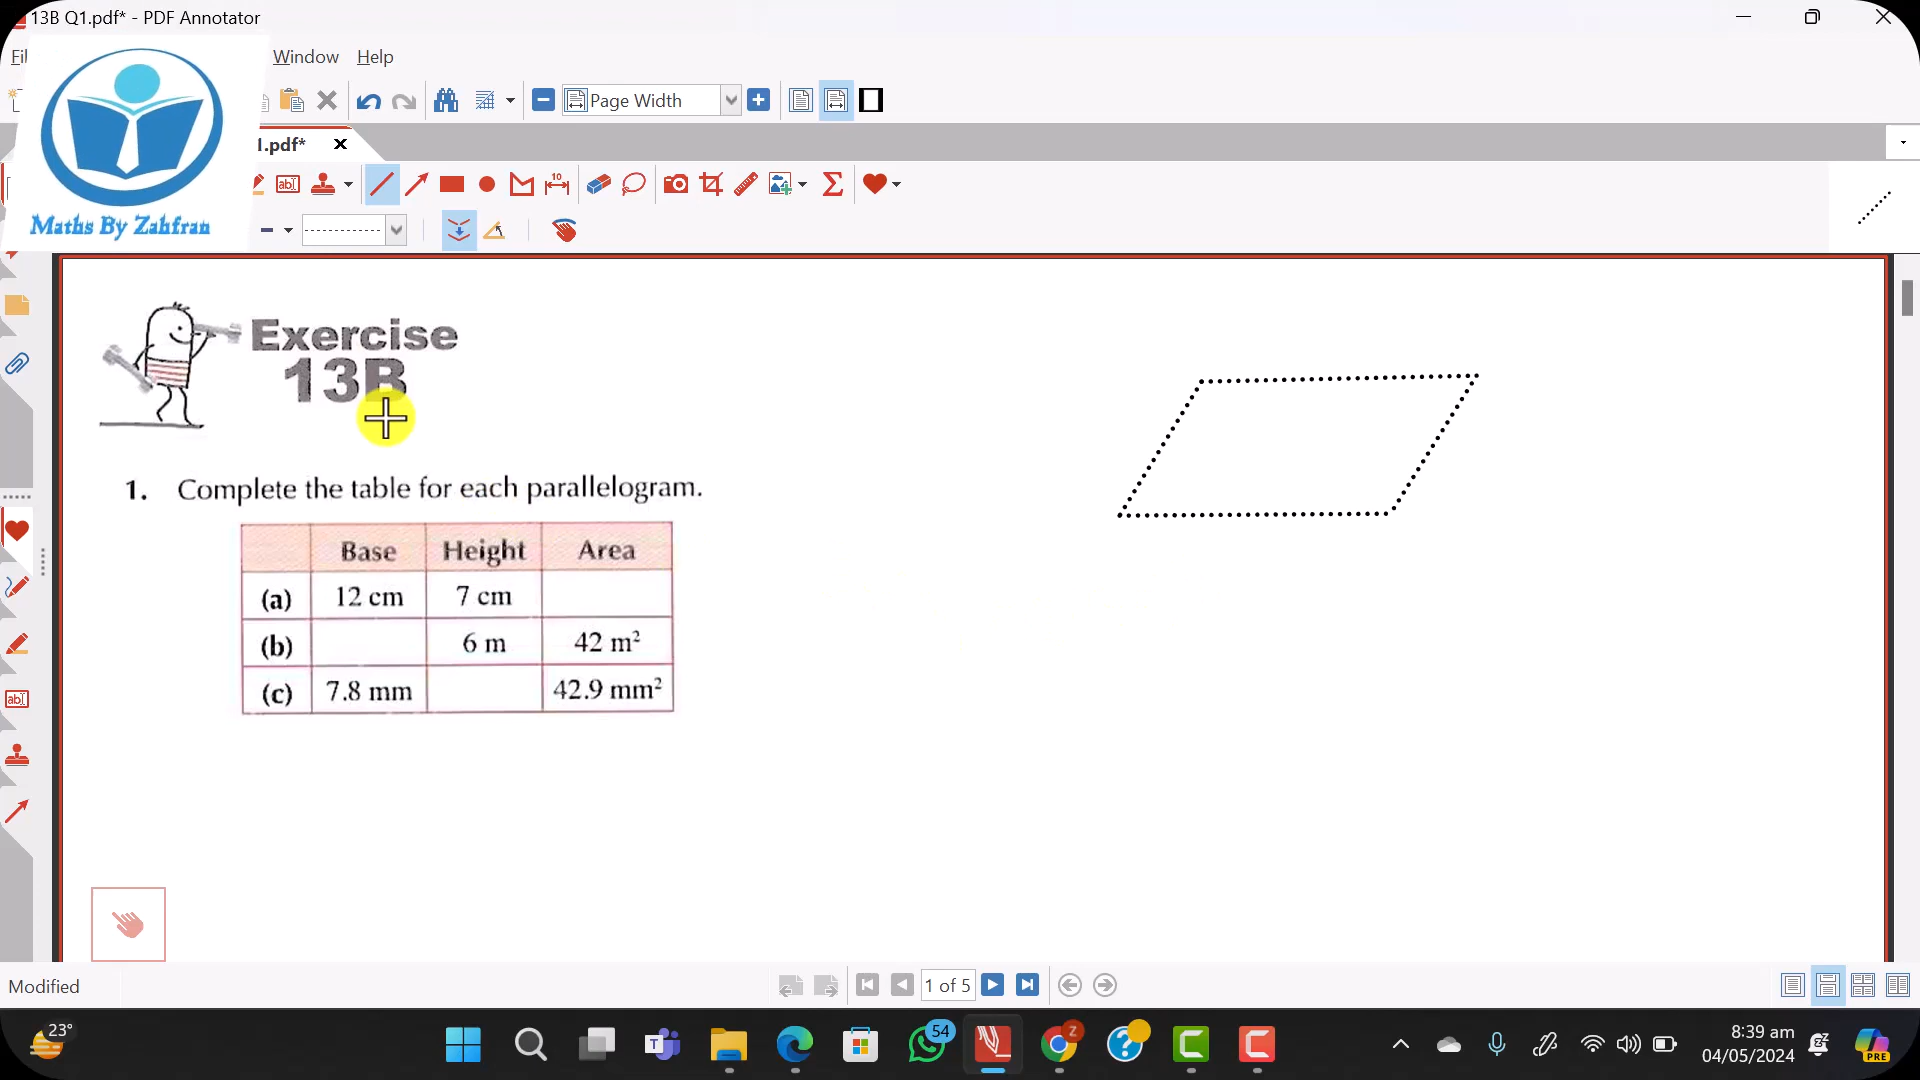 13B Q1.pdf* - PDF Annotator
Window Help
Page Width
1.pdf*
Maths By Zahfran
Exercise
13B
1. Complete the table for each parallelogram.
Base Height Area
(a) 12 cm 7 cm
(b) 6 m 42 m²
(c) 7.8 mm 42.9 mm²
Modified
1 of 5
23°
54
8:39 am
04/05/2024
PRE